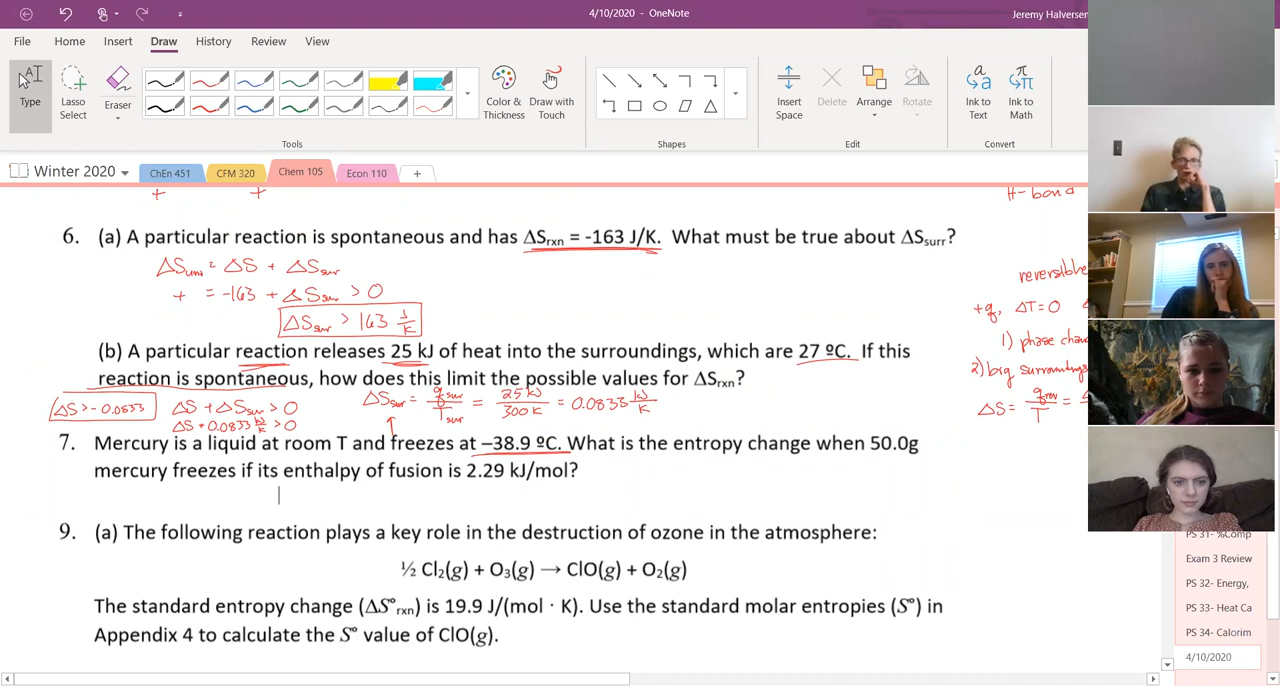 4/10/2020 - OneNote
Jeremy Halversen
File Home Insert Draw History Review View
Type
Lasso Select
Eraser
Color & Thickness
Draw with Touch
Insert Space
Delete
Arrange
Rotate
Ink to Text
Ink to Math
Tools
Shapes
Edit
Convert
Winter 2020
ChEn 451
CFM 320
Chem 105
Econ 110
+
+ +
H-bond
6. (a) A particular reaction is spontaneous and has ΔSrxn = -163 J/K. What must be true about ΔSsurr?
ΔSuni = ΔS + ΔSsur
+ = -163 + ΔSsur > 0
ΔSsur > 163 J/K
reversible
+q, ΔT=0
1) phase chan
2) big surroundings
ΔS = qrev/T =
(b) A particular reaction releases 25 kJ of heat into the surroundings, which are 27 ºC. If this
reaction is spontaneous, how does this limit the possible values for ΔSrxn?
ΔS > -0.0833
ΔS + ΔSsur > 0
ΔS + 0.0833 kJ/K > 0
ΔSsur = qsur/Tsur = 25 kJ/300 K = 0.0833 kJ/K
7. Mercury is a liquid at room T and freezes at –38.9 ºC. What is the entropy change when 50.0g
mercury freezes if its enthalpy of fusion is 2.29 kJ/mol?
9. (a) The following reaction plays a key role in the destruction of ozone in the atmosphere:
½ Cl₂(g) + O₃(g) → ClO(g) + O₂(g)
The standard entropy change (ΔS°rxn) is 19.9 J/(mol · K). Use the standard molar entropies (S°) in
Appendix 4 to calculate the S° value of ClO(g).
PS 31- %Comp
Exam 3 Review
PS 32- Energy,
PS 33- Heat Ca
PS 34- Calorim
4/10/2020